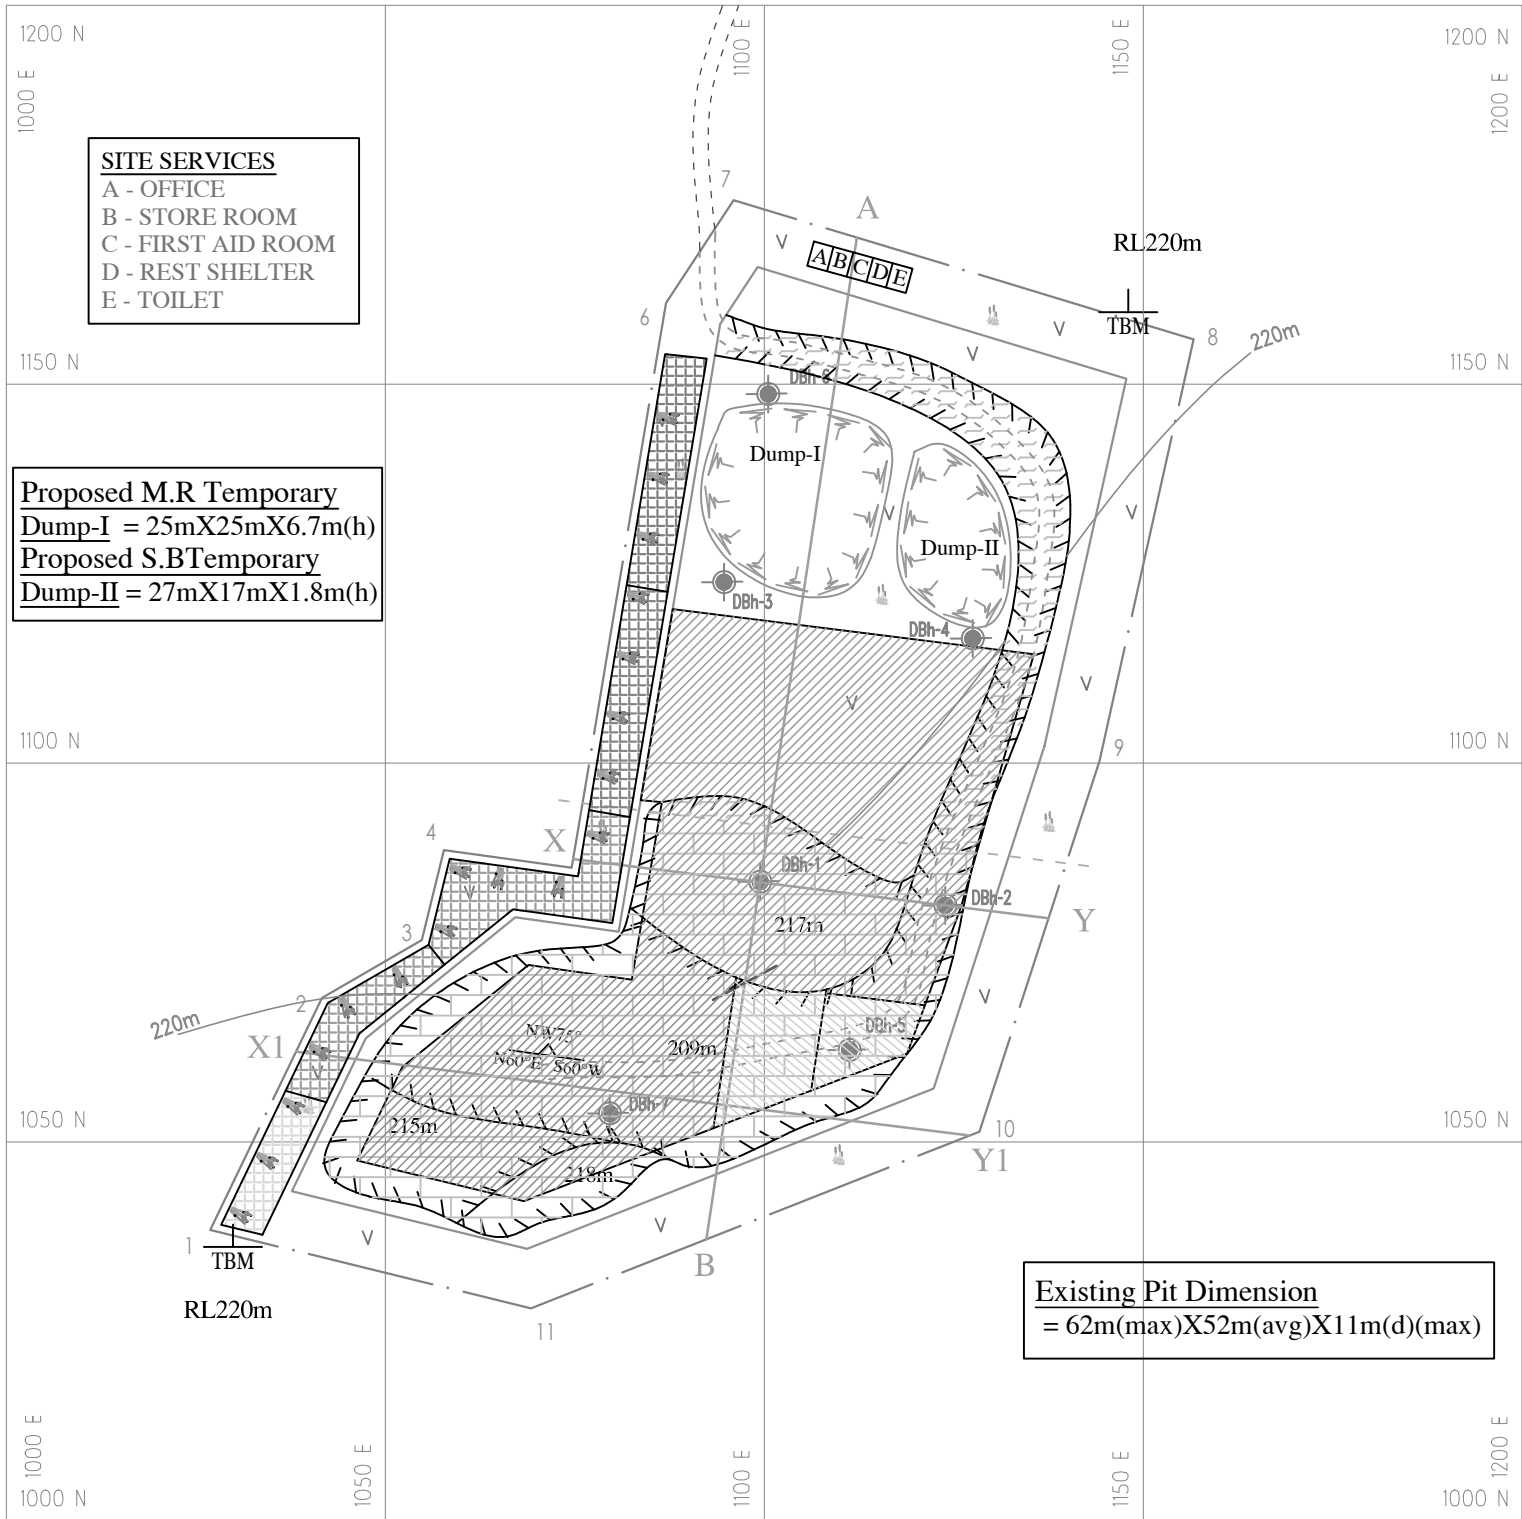 1200 N
1000 E
1100 E
1150 E
1200 N
1200 E
SITE SERVICES
A - OFFICE
B - STORE ROOM
C - FIRST AID ROOM
D - REST SHELTER
E - TOILET
7
A
A B C D E
RL220m
TBM
6
8
220m
1150 N
1150 N
DBh-6
Dump-I
Dump-II
Proposed M.R Temporary
Dump-I = 25mX25mX6.7m(h)
Proposed S.BTemporary
Dump-II = 27mX17mX1.8m(h)
DBh-3
DBh-4
1100 N
1100 N
9
4
X
DBh-1
DBh-2
Y
217m
3
2
220m
X1
NW75°
N60°E
S60°W
209m
DBh-5
DBh-7
215m
1050 N
1050 N
10
Y1
218m
1
TBM
RL220m
B
11
Existing Pit Dimension
= 62m(max)X52m(avg)X11m(d)(max)
1000 E
1050 E
1100 E
1150 E
1200 E
1000 N
1000 N